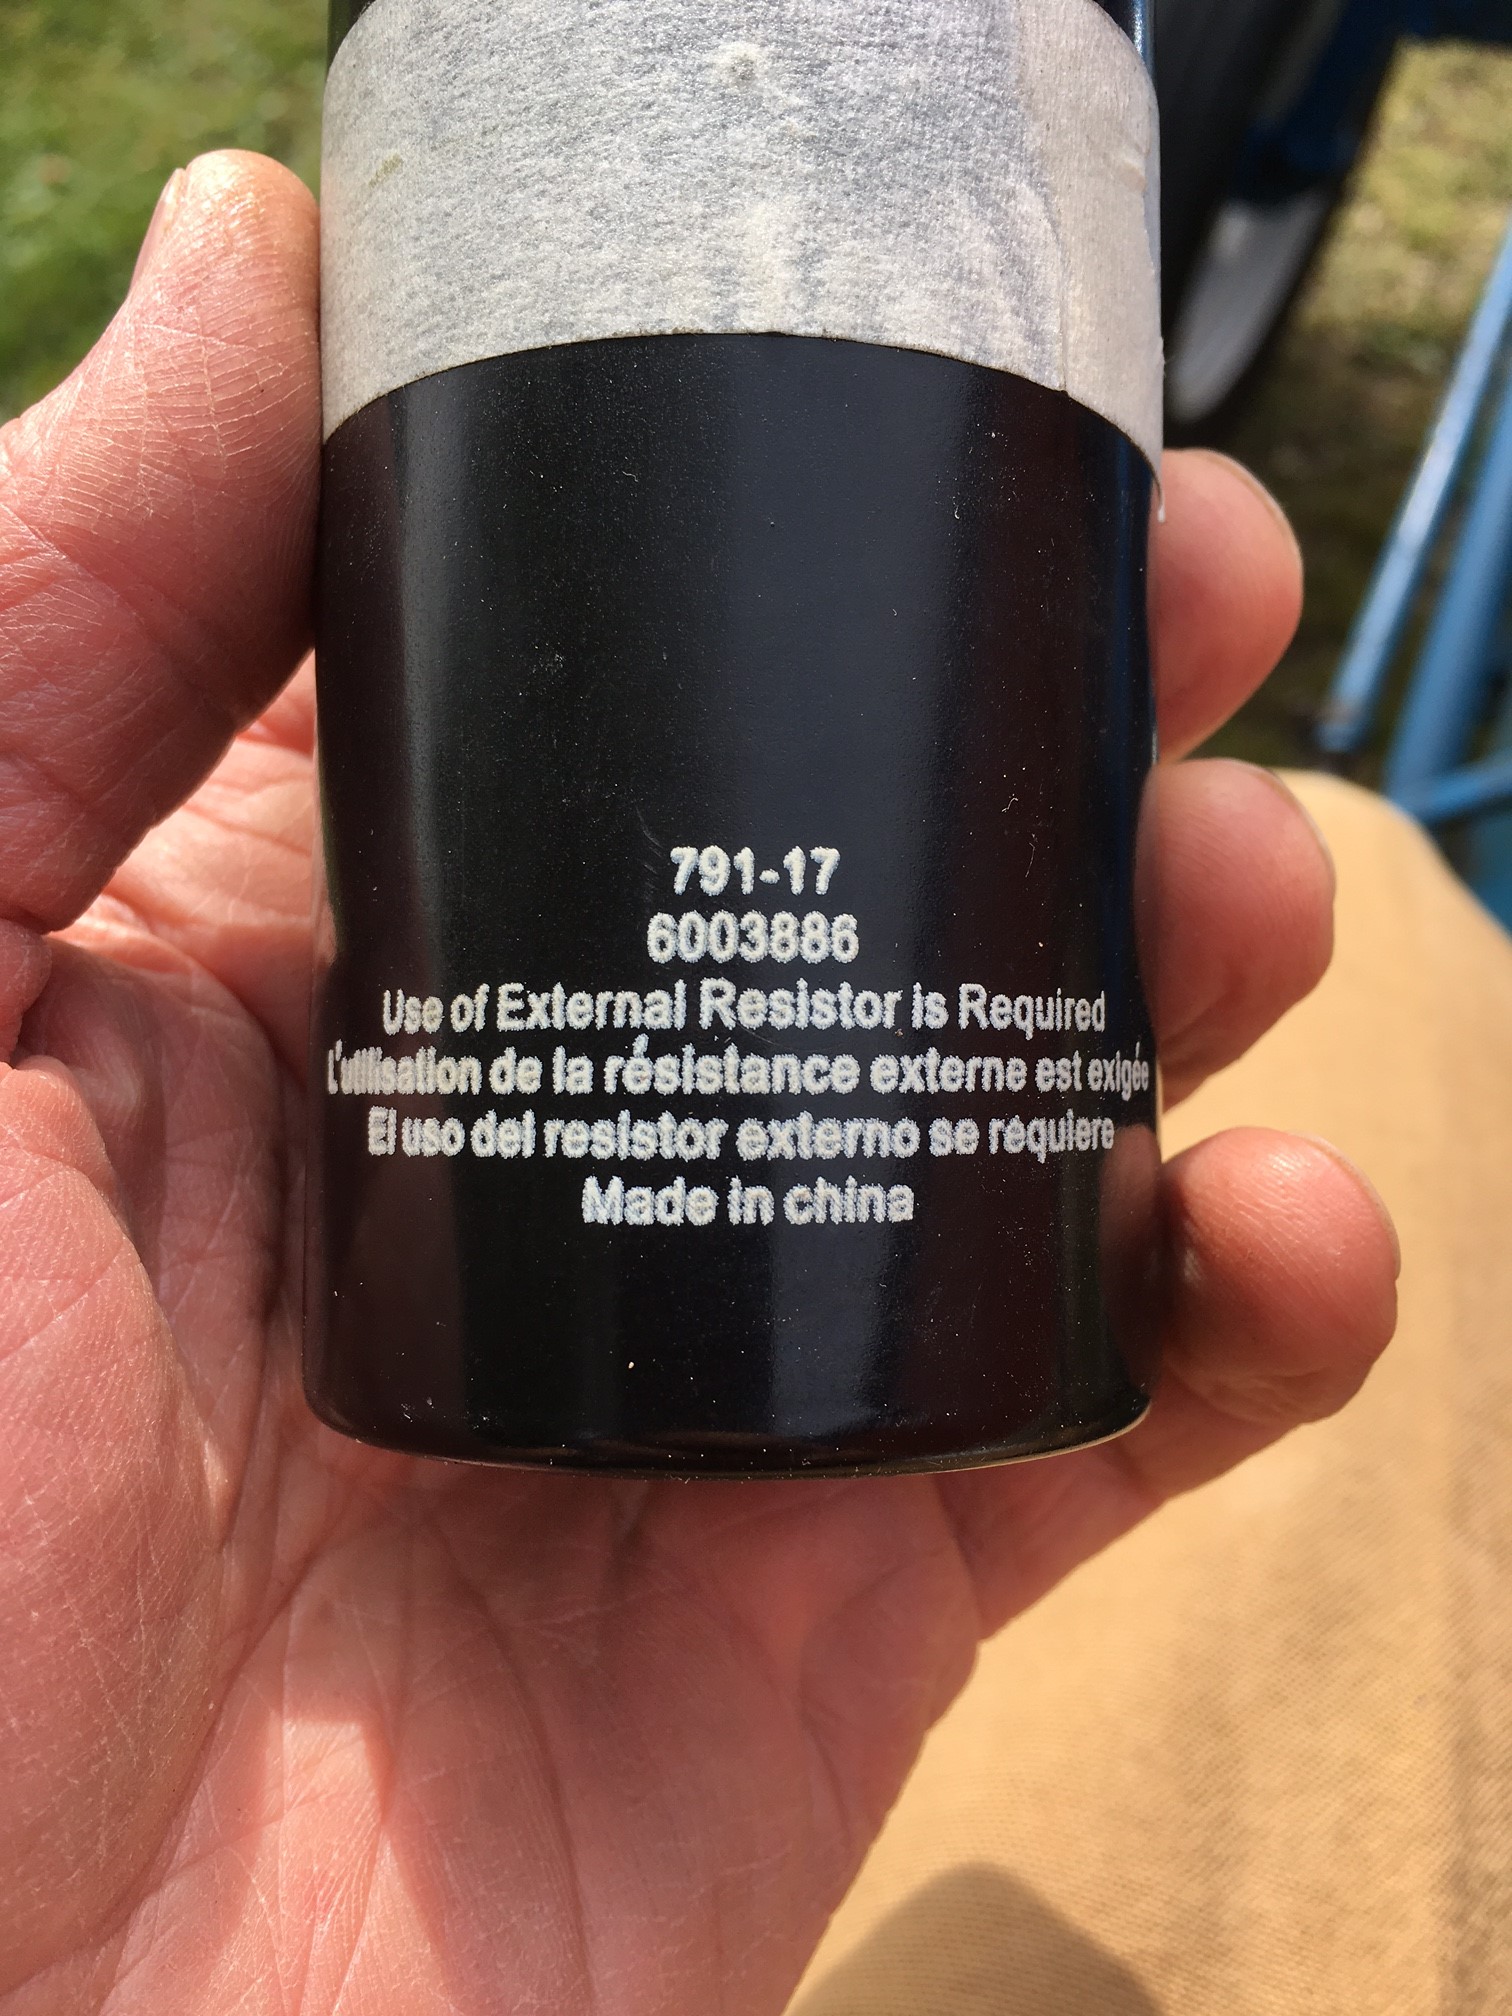 791-17
6003886
Use of External Resistor is Required
L'utilisation de la résistance externe est exigée
El uso del resistor externo se requiere
Made in china